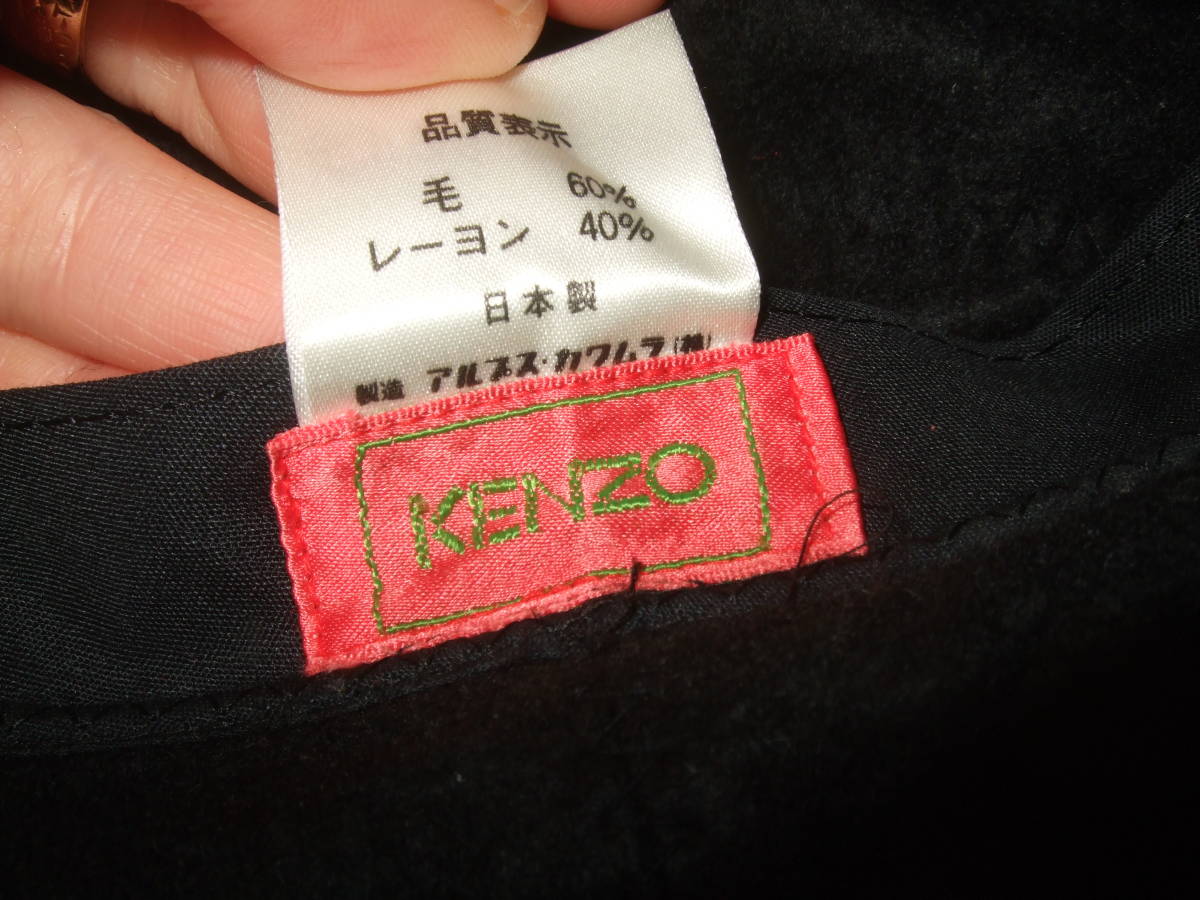 品質表示
毛 60%
レーヨン 40%
日本製
製造 アルプス・カワムラ(株)
KENZO